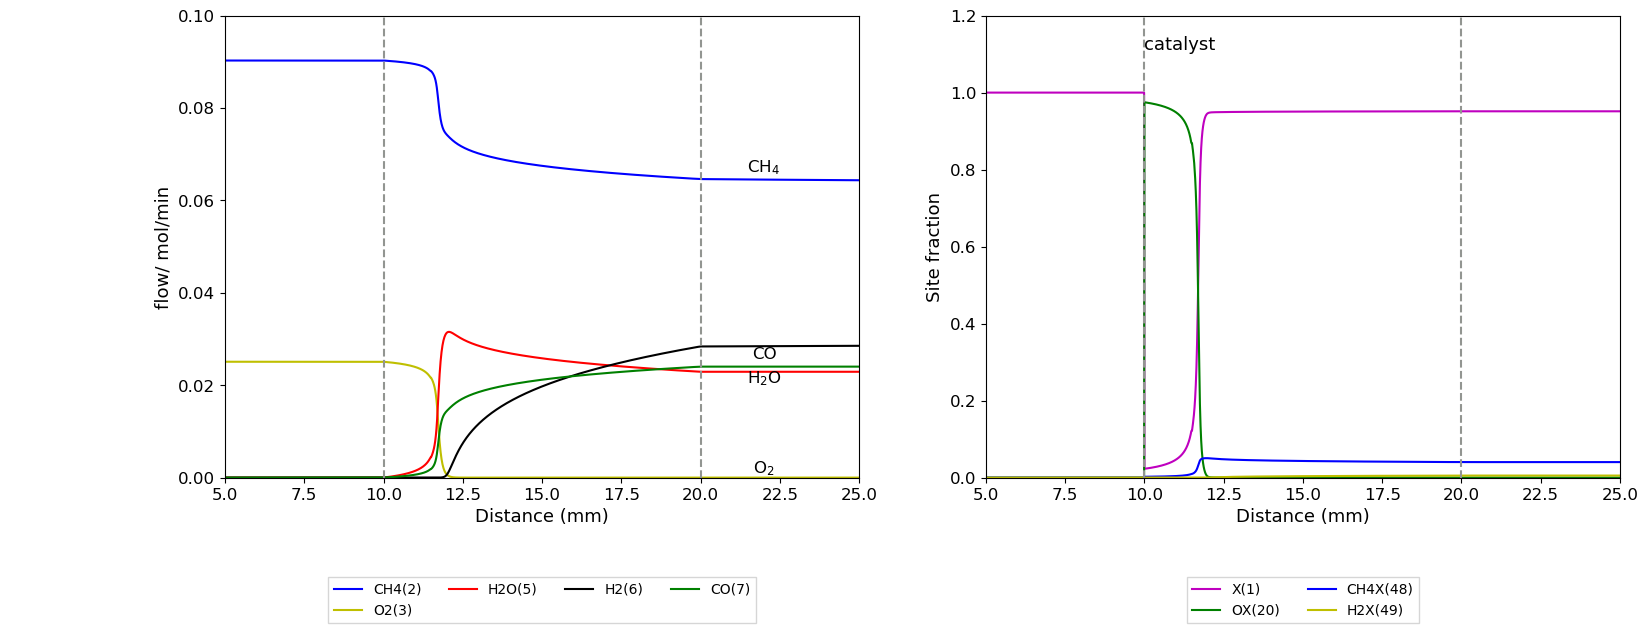 0.10
0.08
0.06
0.04
0.02
0.00
flow/ mol/min
CH₄
CO
H₂O
O₂
5.0 7.5 10.0 12.5 15.0 17.5 20.0 22.5 25.0
Distance (mm)
CH4(2) H2O(5) H2(6) CO(7)
O2(3)
1.2
1.0
0.8
0.6
0.4
0.2
0.0
Site fraction
catalyst
5.0 7.5 10.0 12.5 15.0 17.5 20.0 22.5 25.0
Distance (mm)
X(1) CH4X(48)
OX(20) H2X(49)